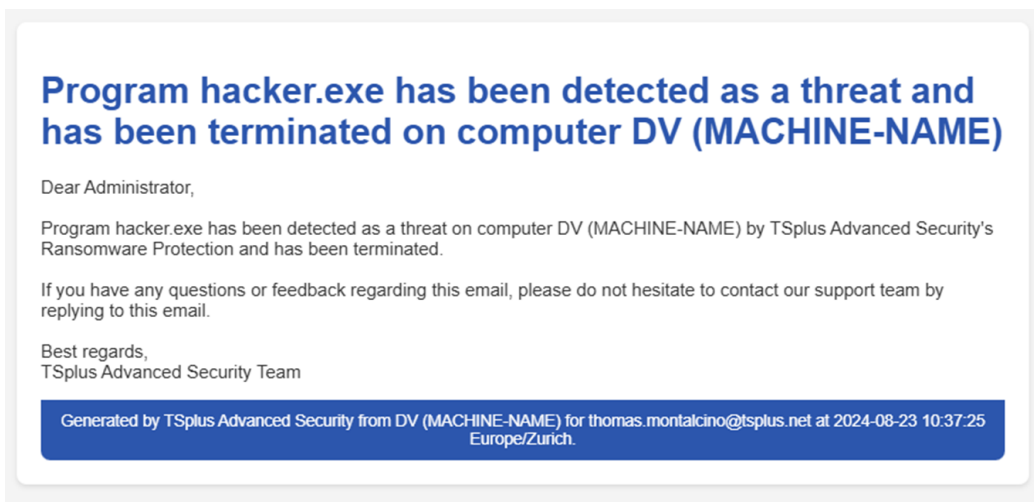 Program hacker.exe has been detected as a threat and
has been terminated on computer DV (MACHINE-NAME)
Dear Administrator,
Program hacker.exe has been detected as a threat on computer DV (MACHINE-NAME) by TSplus Advanced Security's
Ransomware Protection and has been terminated.
If you have any questions or feedback regarding this email, please do not hesitate to contact our support team by
replying to this email.
Best regards,
TSplus Advanced Security Team
Generated by TSplus Advanced Security from DV (MACHINE-NAME) for thomas.montalcino@tsplus.net at 2024-08-23 10:37:25
Europe/Zurich.